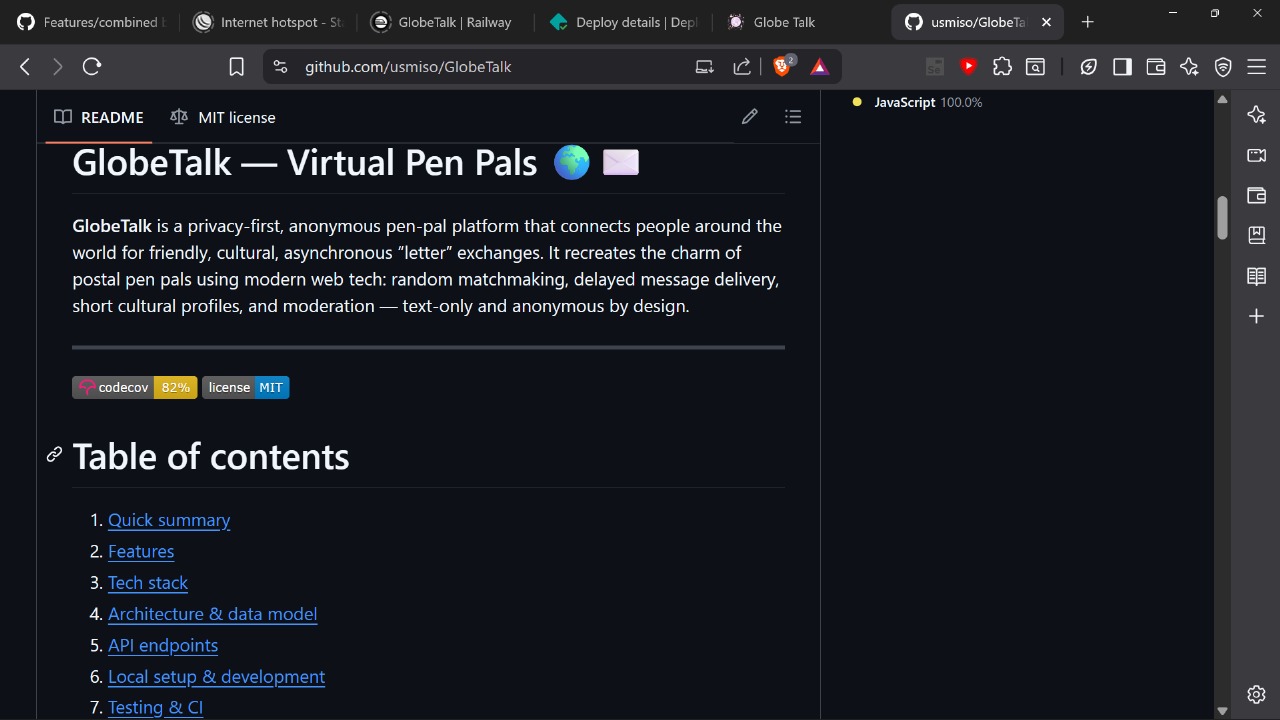 Features/combined
Internet hotspot - St
GlobeTalk | Railway
Deploy details | Depl
Globe Talk
usmiso/GlobeTa
github.com/usmiso/GlobeTalk
2
README
MIT license
JavaScript 100.0%
GlobeTalk — Virtual Pen Pals
GlobeTalk is a privacy-first, anonymous pen-pal platform that connects people around the
world for friendly, cultural, asynchronous “letter” exchanges. It recreates the charm of
postal pen pals using modern web tech: random matchmaking, delayed message delivery,
short cultural profiles, and moderation — text-only and anonymous by design.
codecov 82% license MIT
Table of contents
1. Quick summary
2. Features
3. Tech stack
4. Architecture & data model
5. API endpoints
6. Local setup & development
7. Testing & CI